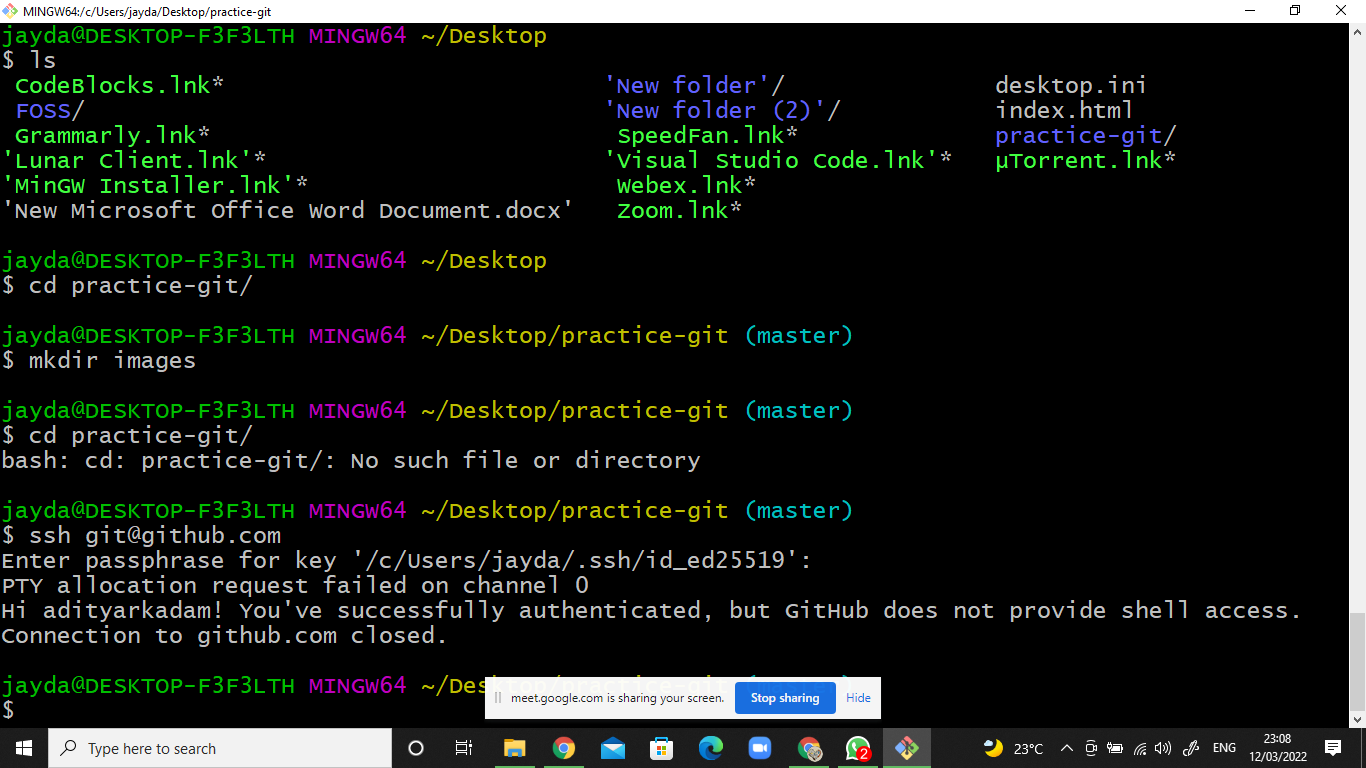 MINGW64:/c/Users/jayda/Desktop/practice-git
jayda@DESKTOP-F3F3LTH MINGW64 ~/Desktop
$ ls
CodeBlocks.lnk* 'New folder'/ desktop.ini
FOSS/ 'New folder (2)'/ index.html
Grammarly.lnk* SpeedFan.lnk* practice-git/
'Lunar Client.lnk'* 'Visual Studio Code.lnk'* µTorrent.lnk*
'MinGW Installer.lnk'* Webex.lnk*
'New Microsoft Office Word Document.docx' Zoom.lnk*
jayda@DESKTOP-F3F3LTH MINGW64 ~/Desktop
$ cd practice-git/
jayda@DESKTOP-F3F3LTH MINGW64 ~/Desktop/practice-git (master)
$ mkdir images
jayda@DESKTOP-F3F3LTH MINGW64 ~/Desktop/practice-git (master)
$ cd practice-git/
bash: cd: practice-git/: No such file or directory
jayda@DESKTOP-F3F3LTH MINGW64 ~/Desktop/practice-git (master)
$ ssh git@github.com
Enter passphrase for key '/c/Users/jayda/.ssh/id_ed25519':
PTY allocation request failed on channel 0
Hi adityarkadam! You've successfully authenticated, but GitHub does not provide shell access.
Connection to github.com closed.
jayda@DESKTOP-F3F3LTH MINGW64 ~/Des
$
meet.google.com is sharing your screen. Stop sharing Hide
Type here to search
2
23°C
ENG
23:08
12/03/2022